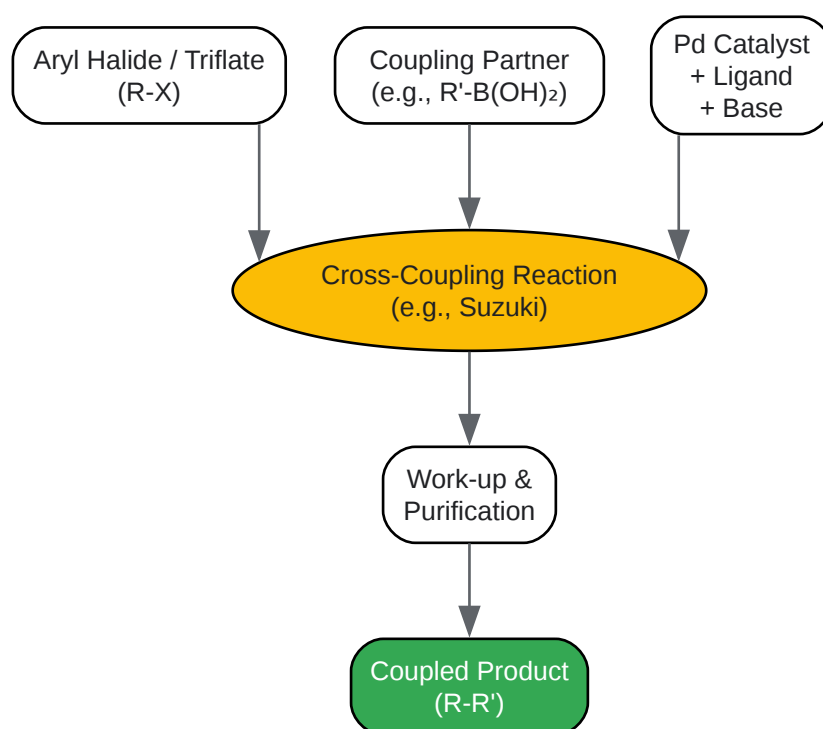 Aryl Halide / Triflate
(R-X)
Coupling Partner
(e.g., R'-B(OH)₂)
Pd Catalyst
+ Ligand
+ Base
Cross-Coupling Reaction
(e.g., Suzuki)
Work-up &
Purification
Coupled Product
(R-R')